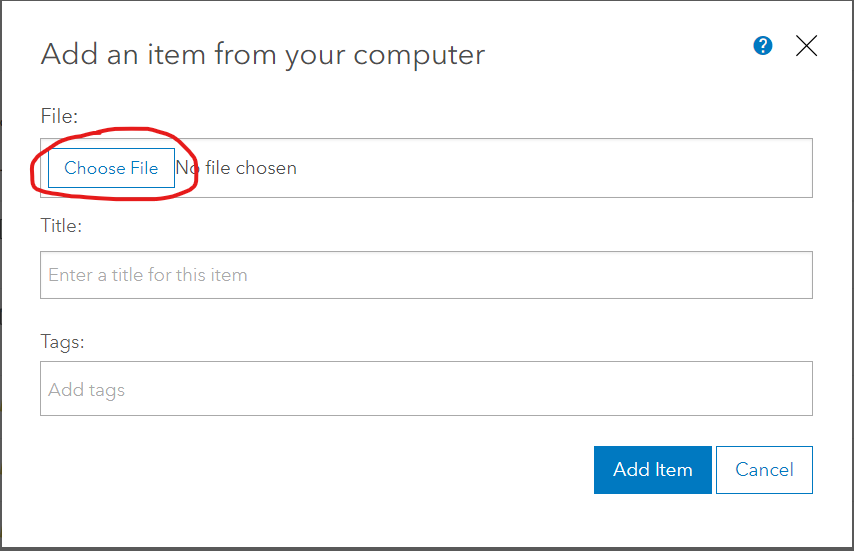 Add an item from your computer
?
File:
Choose File No file chosen
Title:
Enter a title for this item
Tags:
Add tags
Add Item Cancel